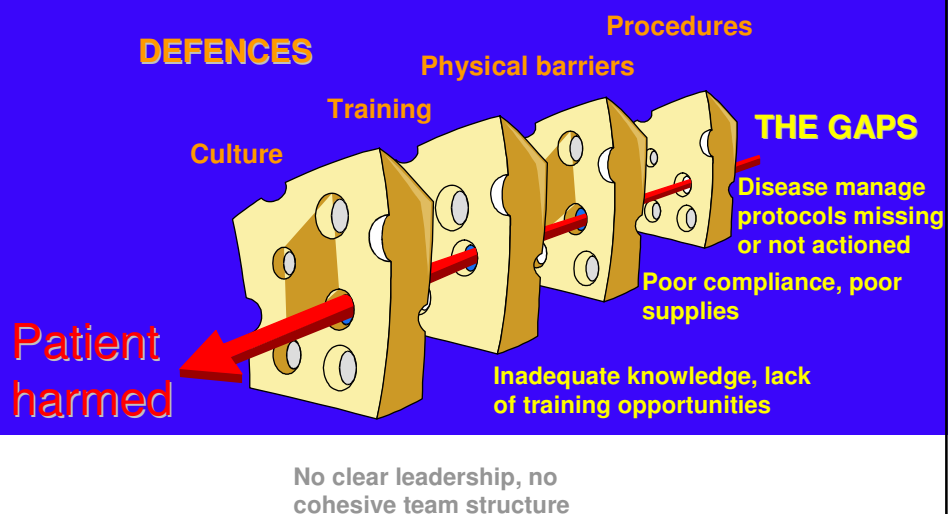 Procedures
DEFENCES
Physical barriers
Training
Culture
THE GAPS
Disease manage
protocols missing
or not actioned
Poor compliance, poor
supplies
Patient
harmed
Inadequate knowledge, lack
of training opportunities
No clear leadership, no
cohesive team structure